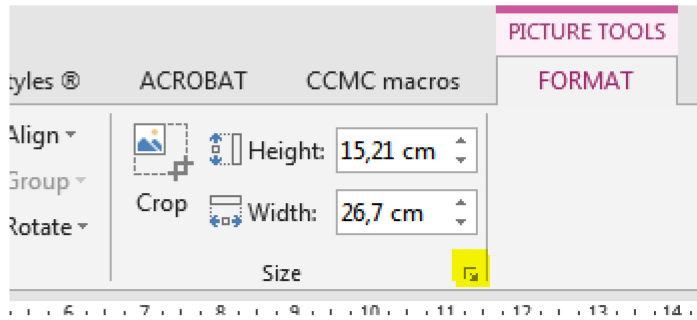 PICTURE TOOLS
tyles ® ACROBAT CCMC macros FORMAT
Align
Group
Rotate
Crop
Height: 15,21 cm
Width: 26,7 cm
Size
6 7 8 9 10 11 12 13 14